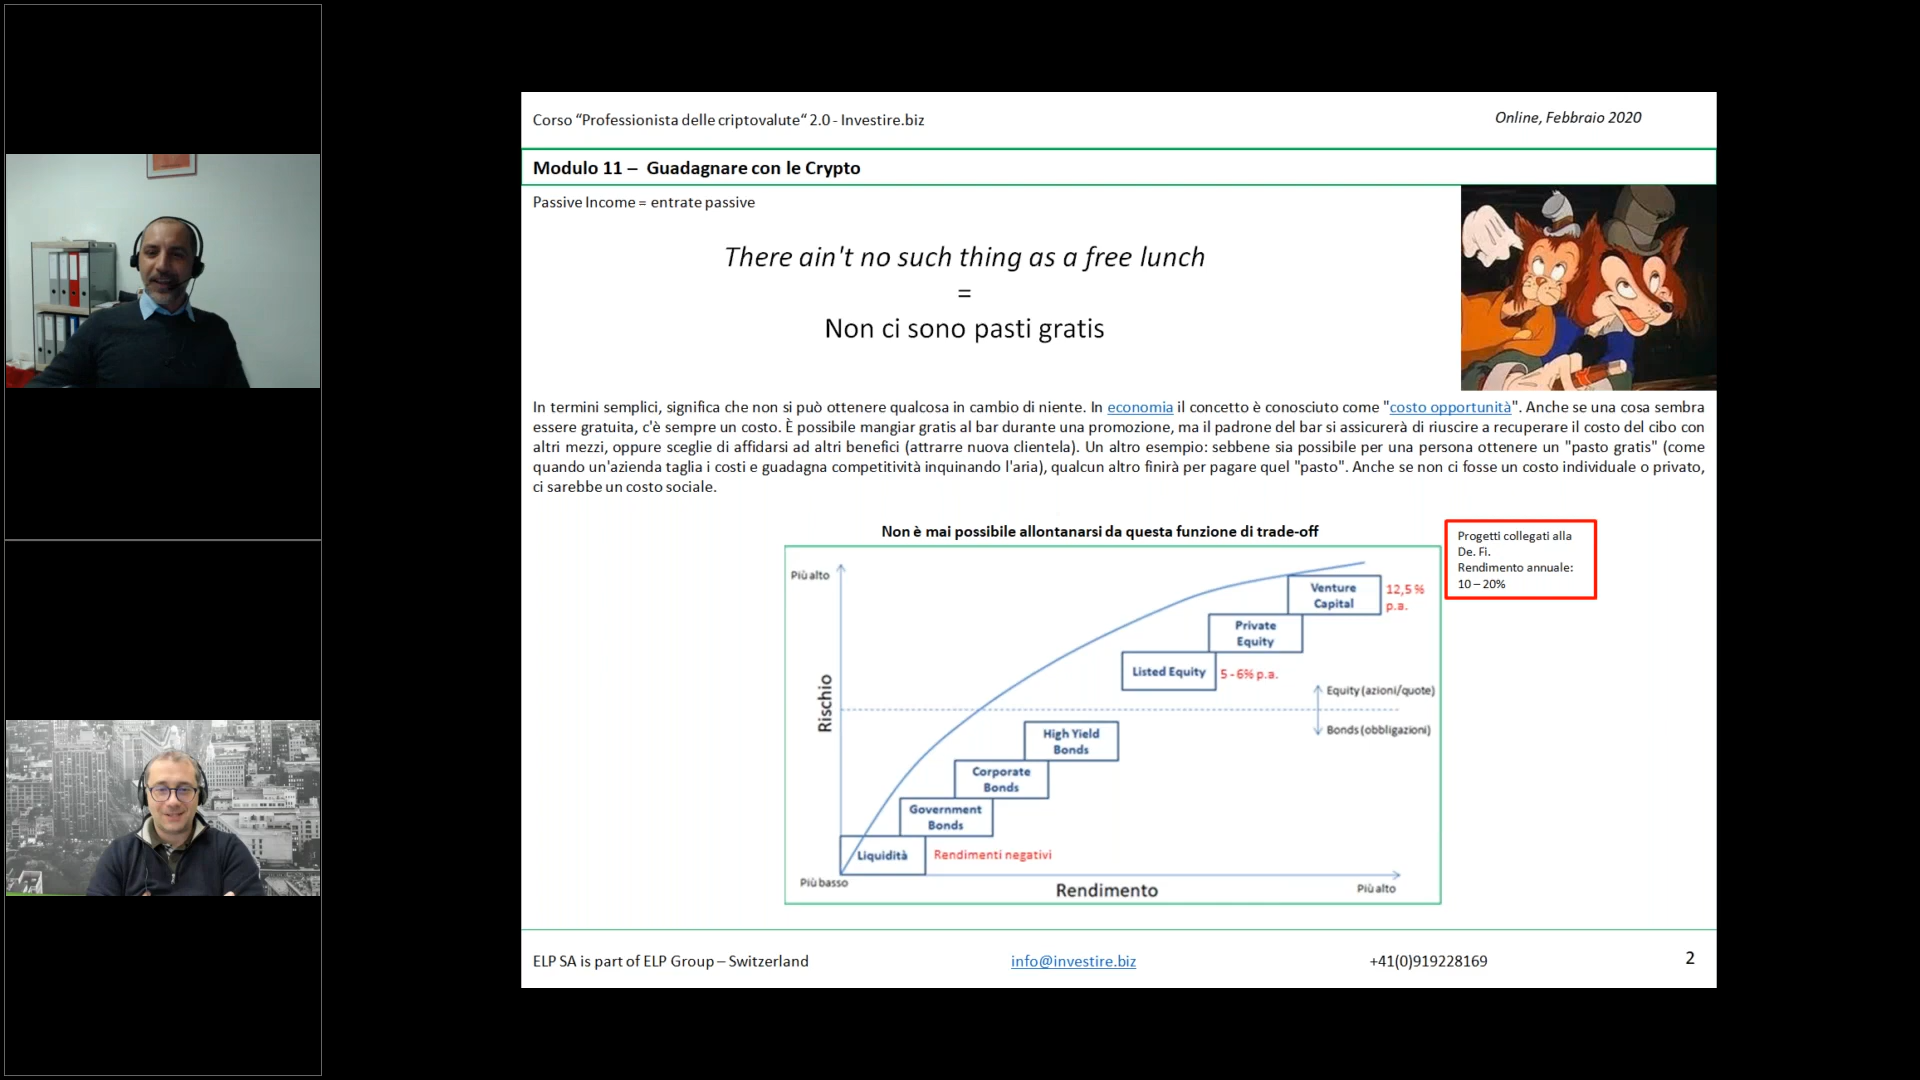 Corso “Professionista delle criptovalute“ 2.0 - Investire.biz
Online, Febbraio 2020
Modulo 11 – Guadagnare con le Crypto
Passive Income = entrate passive
There ain't no such thing as a free lunch
=
Non ci sono pasti gratis
In termini semplici, significa che non si può ottenere qualcosa in cambio di niente. In economia il concetto è conosciuto come "costo opportunità". Anche se una cosa sembra
essere gratuita, c'è sempre un costo. È possibile mangiar gratis al bar durante una promozione, ma il padrone del bar si assicurerà di riuscire a recuperare il costo del cibo con
altri mezzi, oppure sceglie di affidarsi ad altri benefici (attrarre nuova clientela). Un altro esempio: sebbene sia possibile per una persona ottenere un "pasto gratis" (come
quando un'azienda taglia i costi e guadagna competitività inquinando l'aria), qualcun altro finirà per pagare quel "pasto". Anche se non ci fosse un costo individuale o privato,
ci sarebbe un costo sociale.
Non è mai possibile allontanarsi da questa funzione di trade-off
Progetti collegati alla
De. Fi.
Rendimento annuale:
10 – 20%
Più alto
Venture
Capital
12,5 %
p.a.
Private
Equity
Listed Equity
5 - 6% p.a.
Rischio
Equity (azioni/quote)
Bonds (obbligazioni)
High Yield
Bonds
Corporate
Bonds
Government
Bonds
Liquidità
Rendimenti negativi
Più basso
Rendimento
Più alto
ELP SA is part of ELP Group – Switzerland
info@investire.biz
+41(0)919228169
2